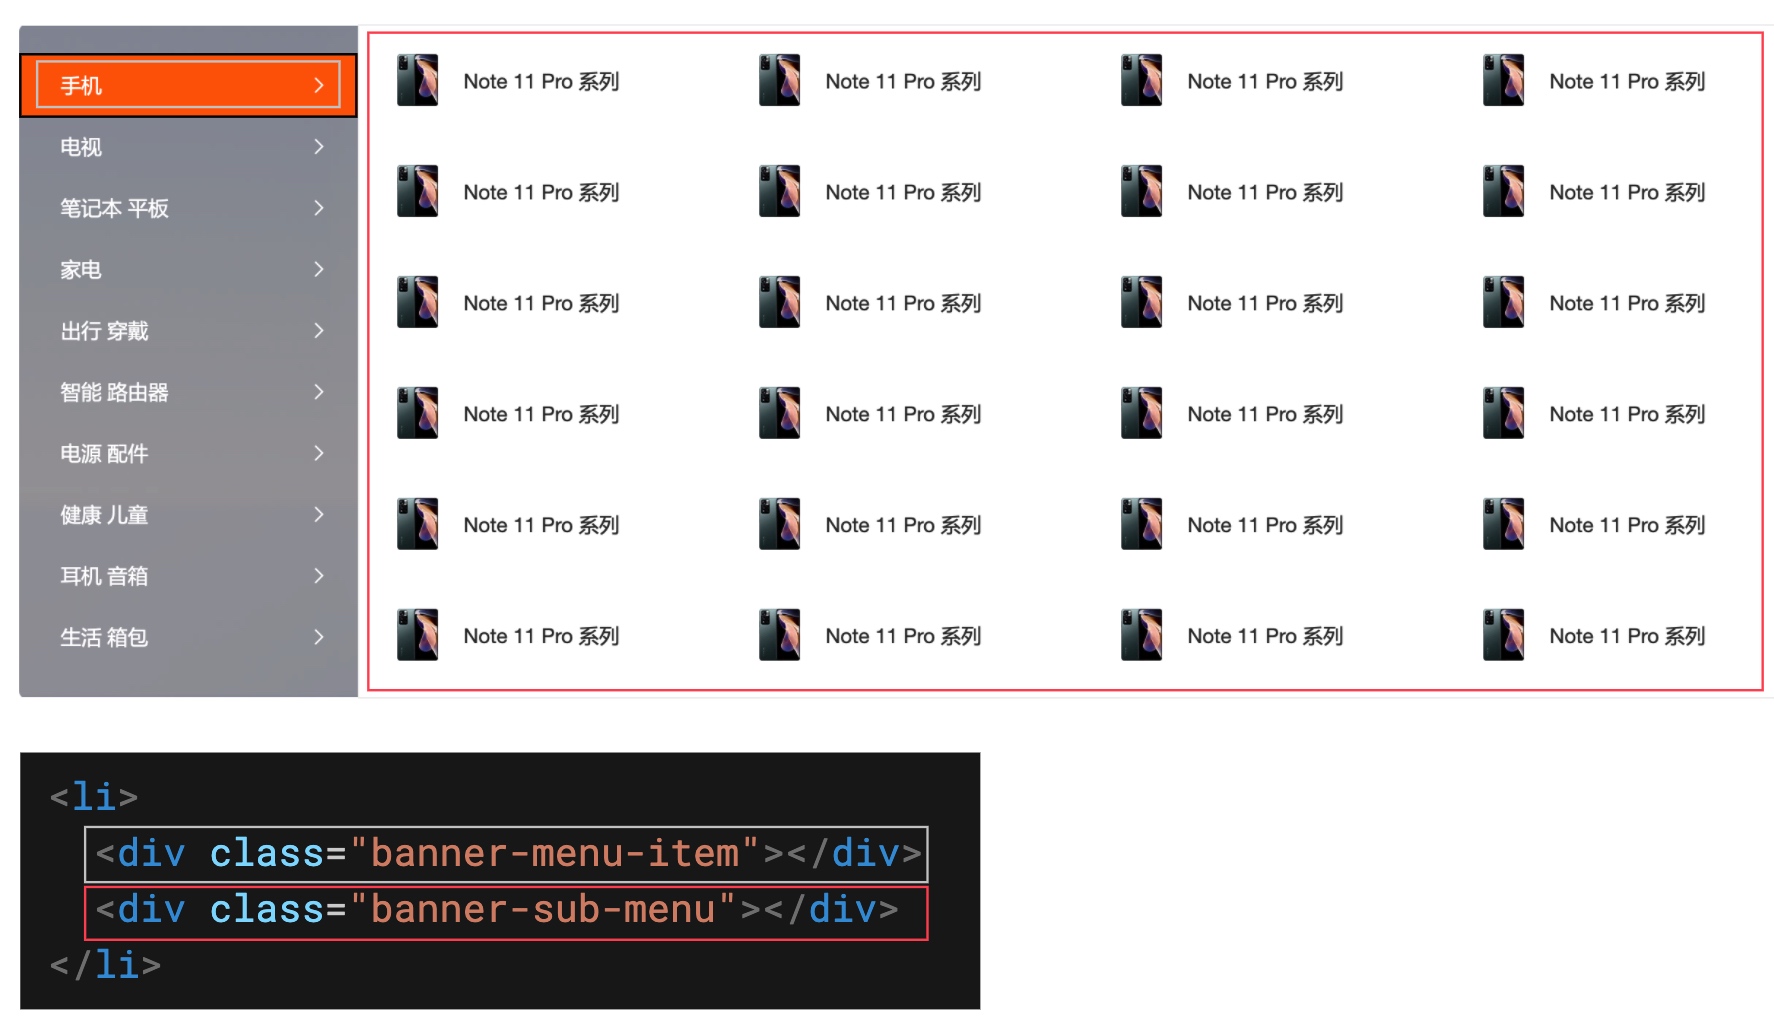 手机
电视
笔记本 平板
家电
出行 穿戴
智能 路由器
电源 配件
健康 儿童
耳机 音箱
生活 箱包
Note 11 Pro 系列 Note 11 Pro 系列 Note 11 Pro 系列 Note 11 Pro 系列
Note 11 Pro 系列 Note 11 Pro 系列 Note 11 Pro 系列 Note 11 Pro 系列
Note 11 Pro 系列 Note 11 Pro 系列 Note 11 Pro 系列 Note 11 Pro 系列
Note 11 Pro 系列 Note 11 Pro 系列 Note 11 Pro 系列 Note 11 Pro 系列
Note 11 Pro 系列 Note 11 Pro 系列 Note 11 Pro 系列 Note 11 Pro 系列
Note 11 Pro 系列 Note 11 Pro 系列 Note 11 Pro 系列 Note 11 Pro 系列
<li>
<div class="banner-menu-item"></div>
<div class="banner-sub-menu"></div>
</li>